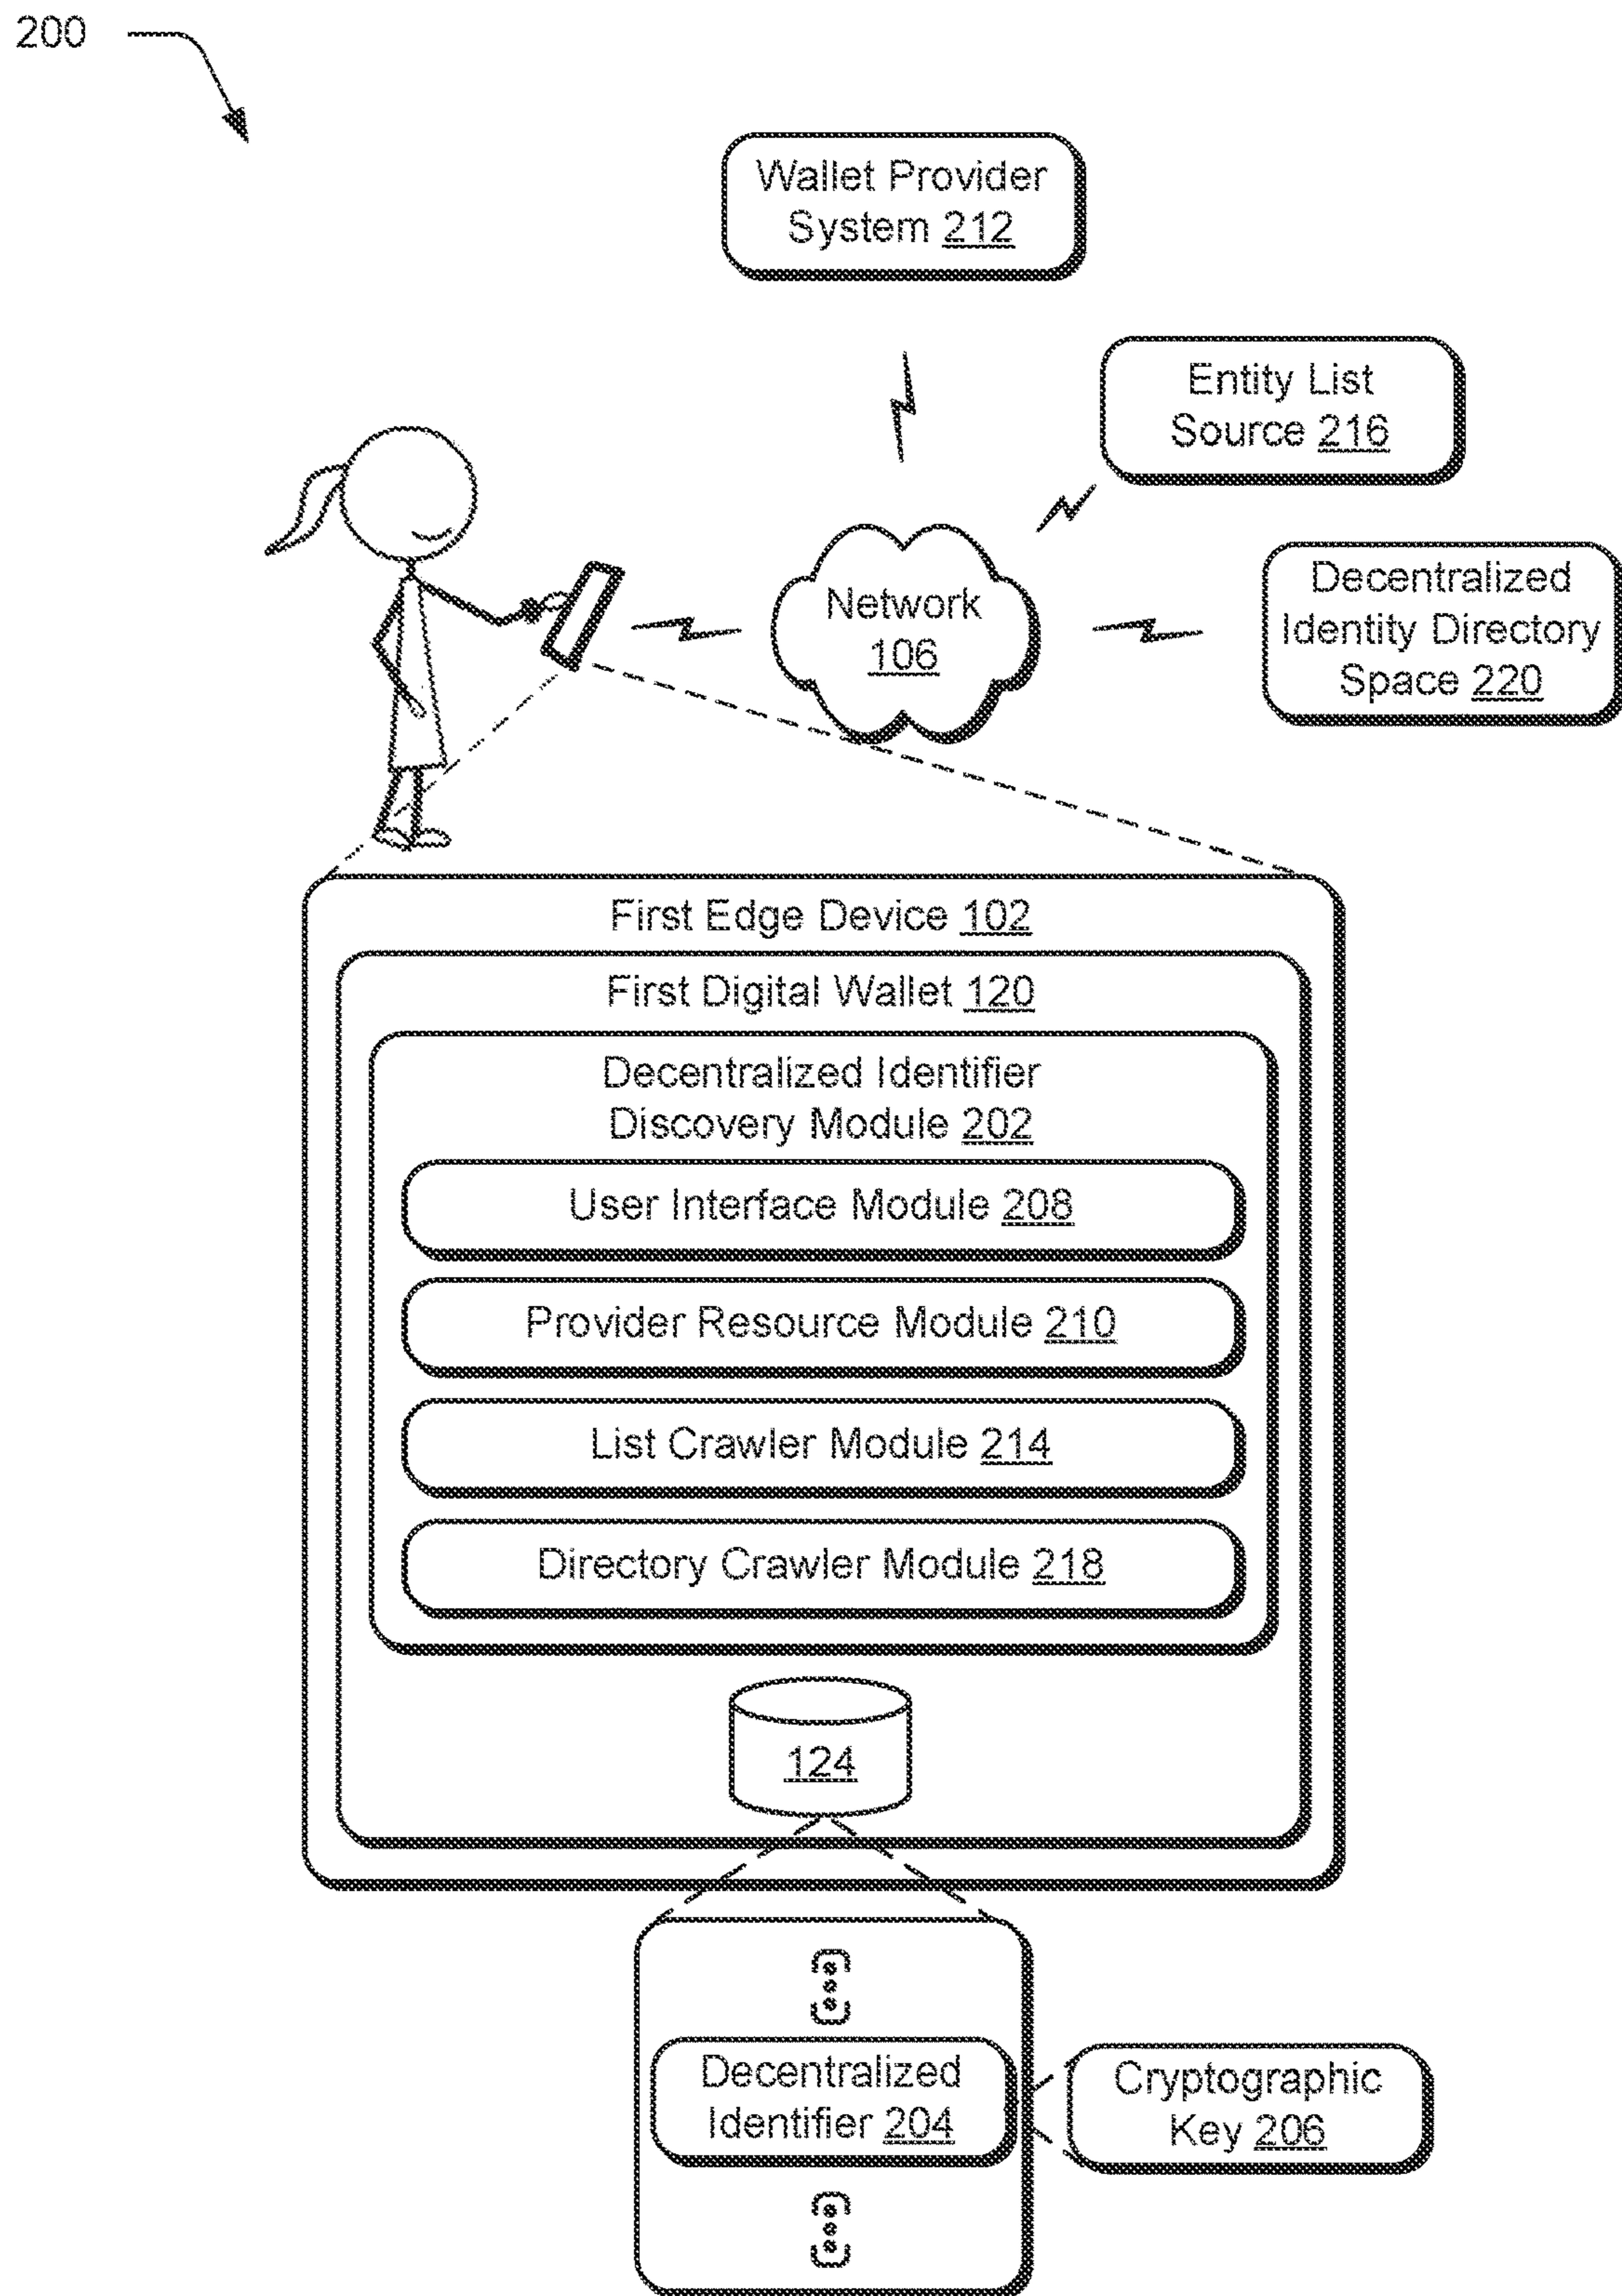 200
Wallet Provider
System 212
Entity List
Source 216
Network
106
Decentralized
Identity Directory
Space 220
First Edge Device 102
First Digital Wallet 120
Decentralized Identifier
Discovery Module 202
User Interface Module 208
Provider Resource Module 210
List Crawler Module 214
Directory Crawler Module 218
124
Decentralized
Identifier 204
Cryptographic
Key 206